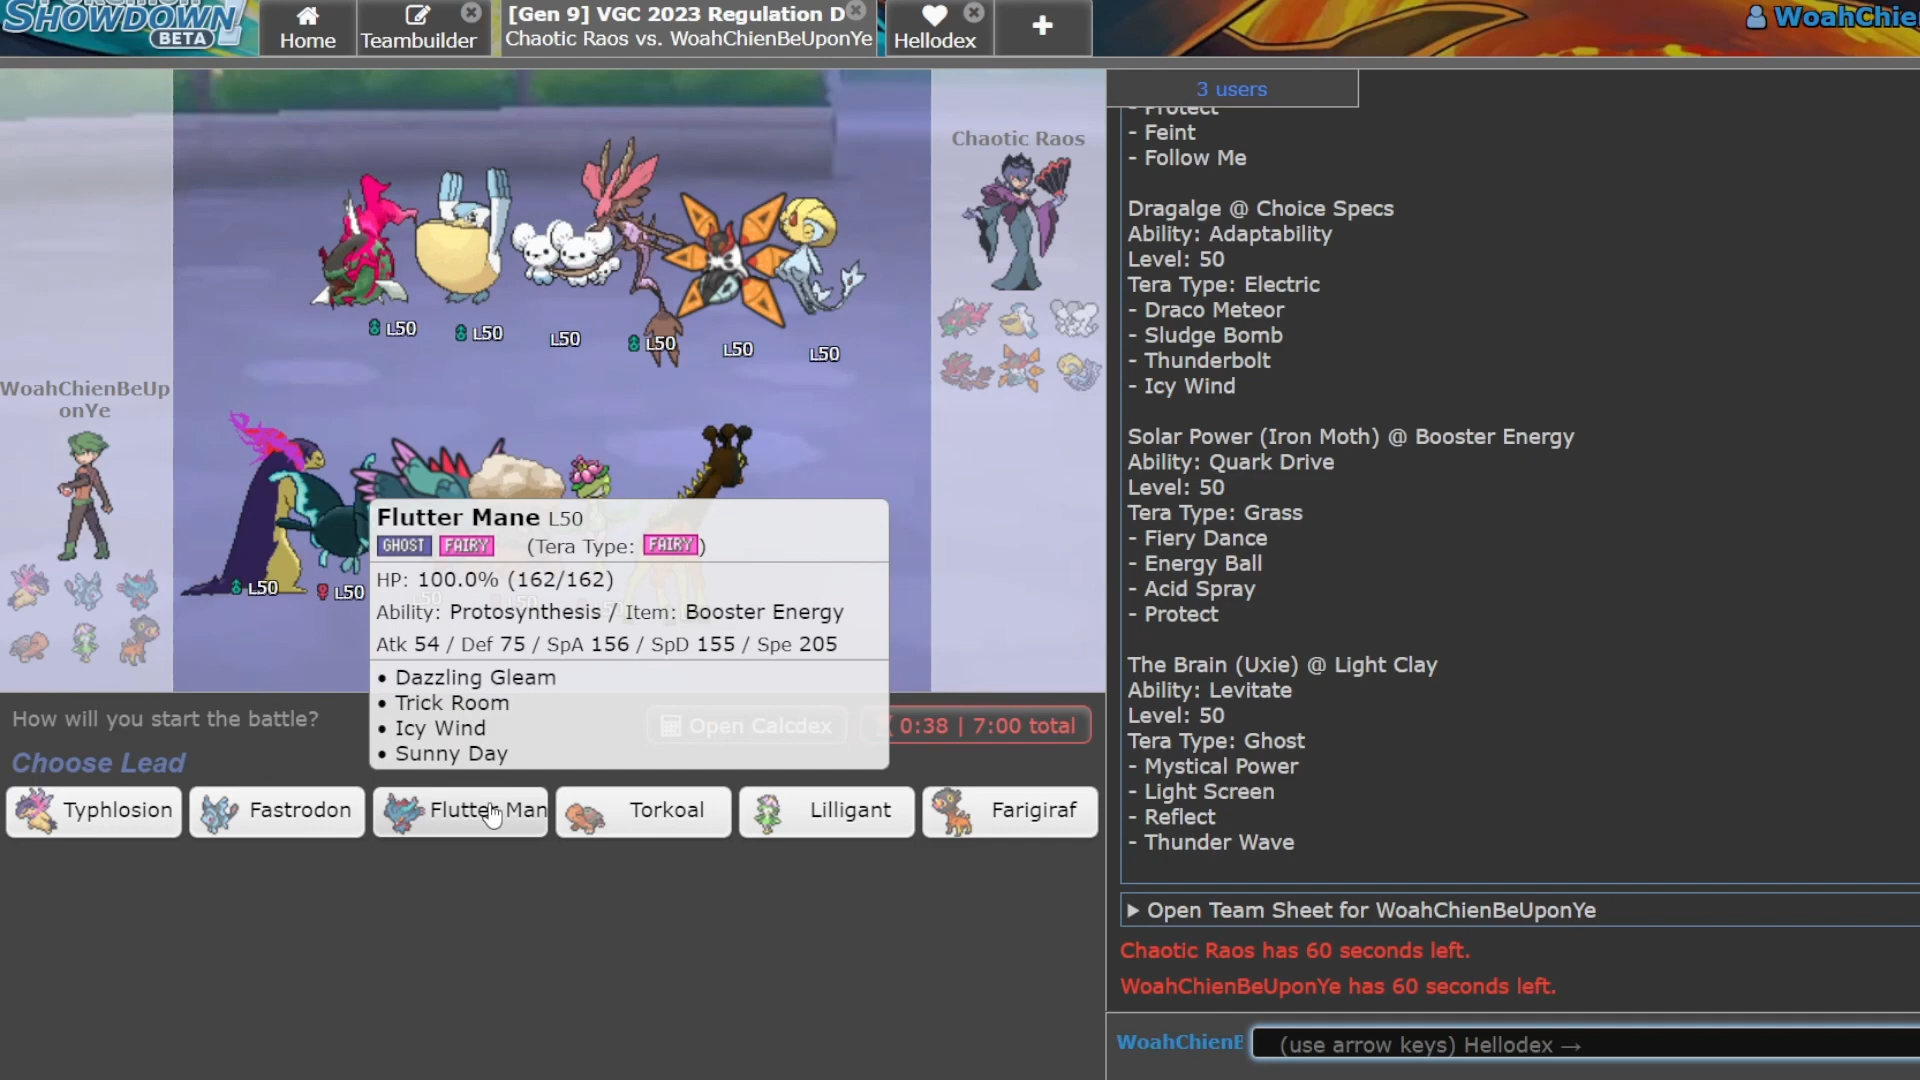 SHOWDOWN
BETA
Home
Teambuilder
[Gen 9] VGC 2023 Regulation D
Chaotic Raos vs. WoahChienBeUponYe
Hellodex
WoahChie
Chaotic Raos
L50
L50
L50
L50
L50
L50
WoahChienBeUp
onYe
L50
L50
Flutter Mane L50
GHOST FAIRY (Tera Type: FAIRY)
HP: 100.0% (162/162)
Ability: Protosynthesis / Item: Booster Energy
Atk 54 / Def 75 / SpA 156 / SpD 155 / Spe 205
• Dazzling Gleam
• Trick Room
• Icy Wind
• Sunny Day
How will you start the battle?
Open Calcdex
0:38 | 7:00 total
Choose Lead
Typhlosion
Fastrodon
Flutter Man
Torkoal
Lilligant
Farigiraf
3 users
- Protect
- Feint
- Follow Me
Dragalge @ Choice Specs
Ability: Adaptability
Level: 50
Tera Type: Electric
- Draco Meteor
- Sludge Bomb
- Thunderbolt
- Icy Wind
Solar Power (Iron Moth) @ Booster Energy
Ability: Quark Drive
Level: 50
Tera Type: Grass
- Fiery Dance
- Energy Ball
- Acid Spray
- Protect
The Brain (Uxie) @ Light Clay
Ability: Levitate
Level: 50
Tera Type: Ghost
- Mystical Power
- Light Screen
- Reflect
- Thunder Wave
▶ Open Team Sheet for WoahChienBeUponYe
Chaotic Raos has 60 seconds left.
WoahChienBeUponYe has 60 seconds left.
WoahChienB
(use arrow keys) Hellodex →